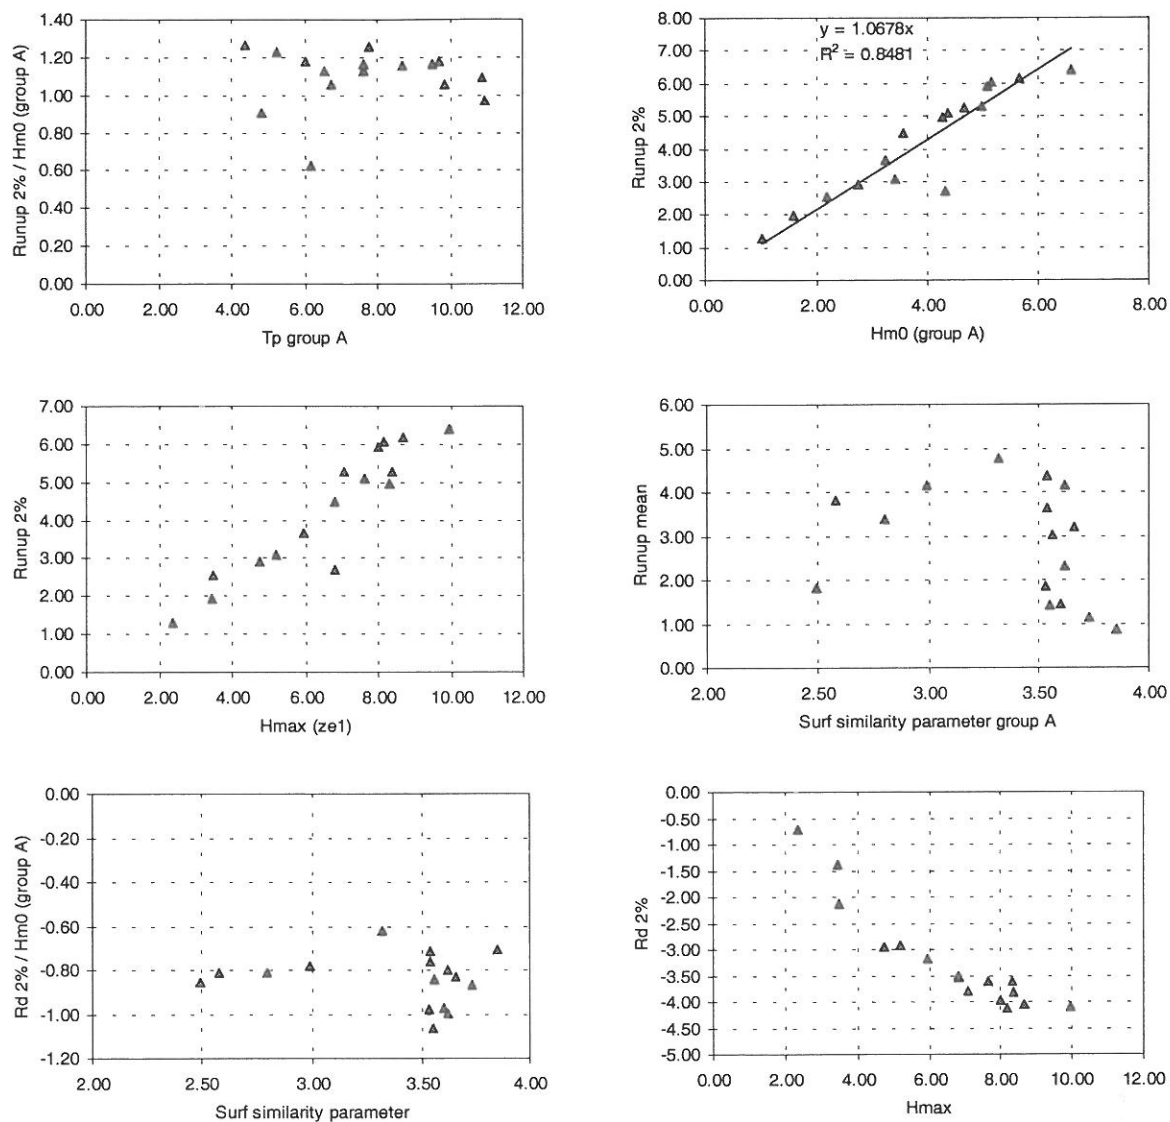 1.40
1.20
1.00
0.80
0.60
0.40
0.20
0.00
Runup 2% / Hm0 (group A)
0.00 2.00 4.00 6.00 8.00 10.00 12.00
Tp group A
y = 1.0678x
R² = 0.8481
8.00
7.00
6.00
5.00
4.00
3.00
2.00
1.00
0.00
Runup 2%
0.00 2.00 4.00 6.00 8.00
Hm0 (group A)
7.00
6.00
5.00
4.00
3.00
2.00
1.00
0.00
Runup 2%
0.00 2.00 4.00 6.00 8.00 10.00 12.00
Hmax (ze1)
6.00
5.00
4.00
3.00
2.00
1.00
0.00
Runup mean
2.00 2.50 3.00 3.50 4.00
Surf similarity parameter group A
0.00
-0.20
-0.40
-0.60
-0.80
-1.00
-1.20
Rd 2% / Hm0 (group A)
2.00 2.50 3.00 3.50 4.00
Surf similarity parameter
0.00
-0.50
-1.00
-1.50
-2.00
-2.50
-3.00
-3.50
-4.00
-4.50
-5.00
Rd 2%
0.00 2.00 4.00 6.00 8.00 10.00 12.00
Hmax